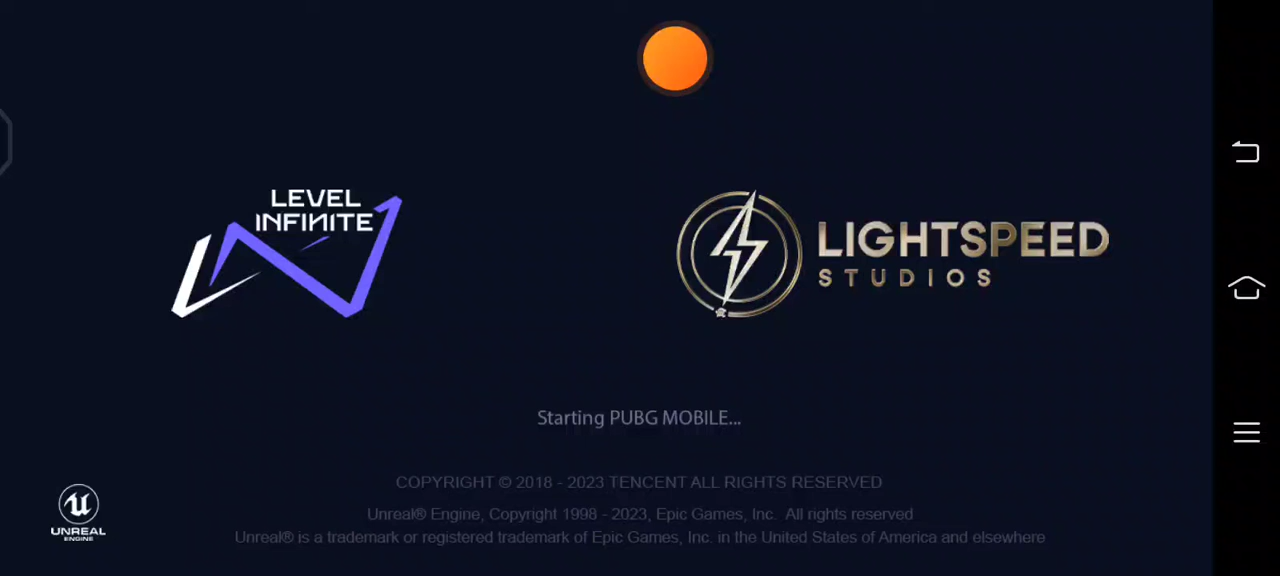 LEVEL
INFINITE
LIGHTSPEED
STUDIOS
Starting PUBG MOBILE...
COPYRIGHT © 2018 - 2023 TENCENT ALL RIGHTS RESERVED
Unreal® Engine, Copyright 1998 - 2023, Epic Games, Inc. All rights reserved
Unreal® is a trademark or registered trademark of Epic Games, Inc. in the United States of America and elsewhere
UNREAL
ENGINE